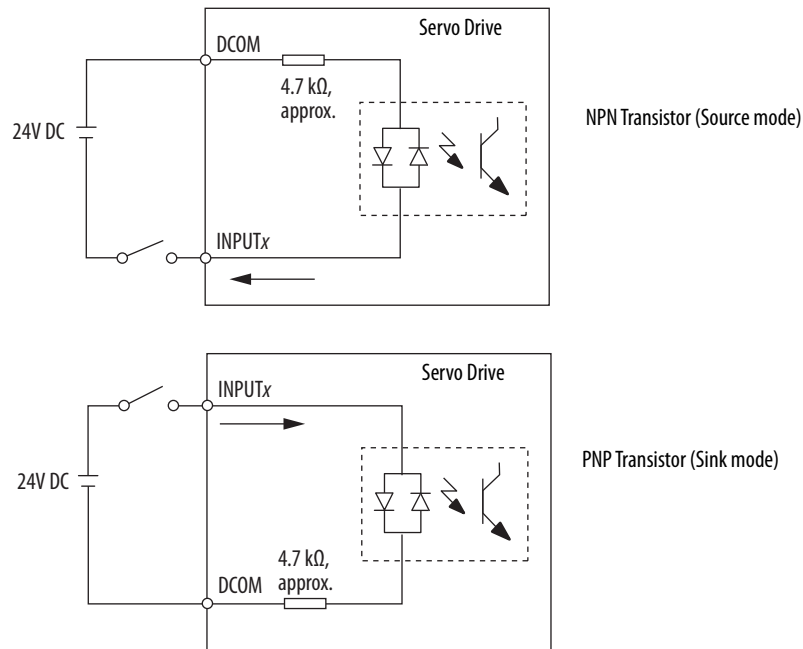 Servo Drive
DCOM
4.7 kΩ,
approx.
24V DC
NPN Transistor (Source mode)
INPUTx
Servo Drive
INPUTx
24V DC
PNP Transistor (Sink mode)
4.7 kΩ,
approx.
DCOM